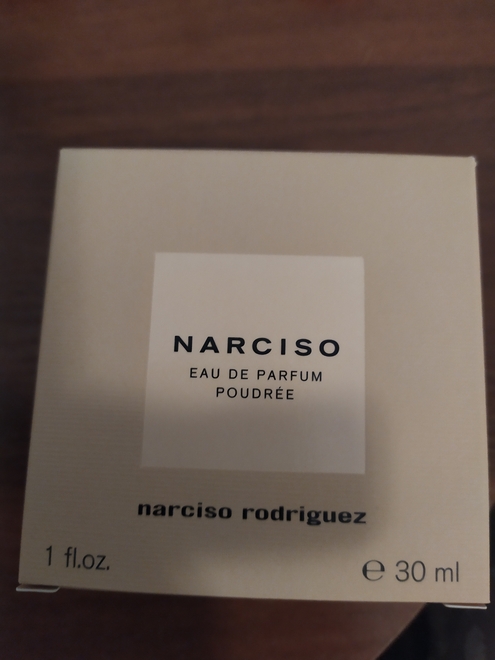 NARCISO
EAU DE PARFUM
POUDRÉE
narciso rodriguez
1 fl.oz.
℮ 30 ml